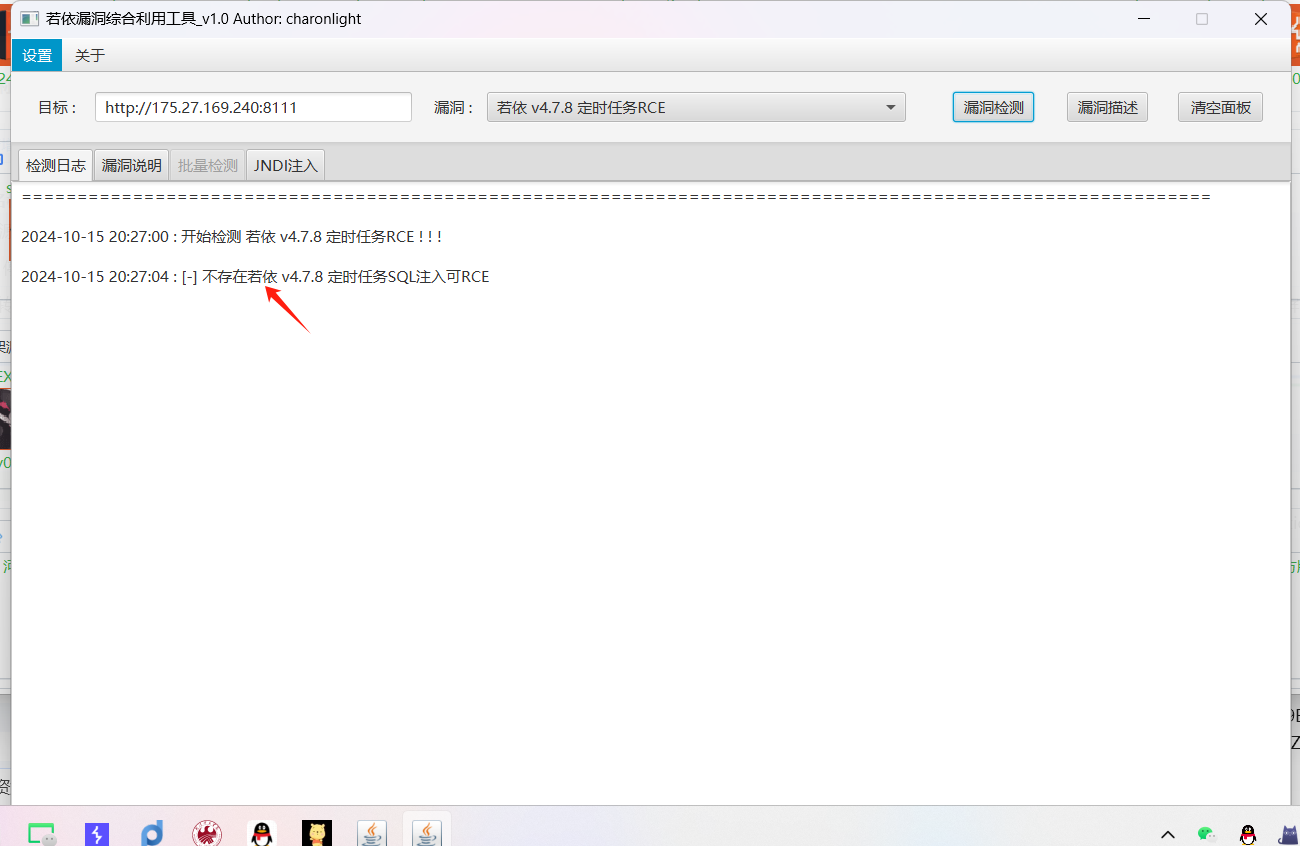 若依漏洞综合利用工具_v1.0 Author: charonlight
设置 关于
目标 : http://175.27.169.240:8111 漏洞 : 若依 v4.7.8 定时任务RCE 漏洞检测 漏洞描述 清空面板
检测日志 漏洞说明 批量检测 JNDI注入
=============================================================================================================
2024-10-15 20:27:00 : 开始检测 若依 v4.7.8 定时任务RCE ! ! !
2024-10-15 20:27:04 : [-] 不存在若依 v4.7.8 定时任务SQL注入可RCE